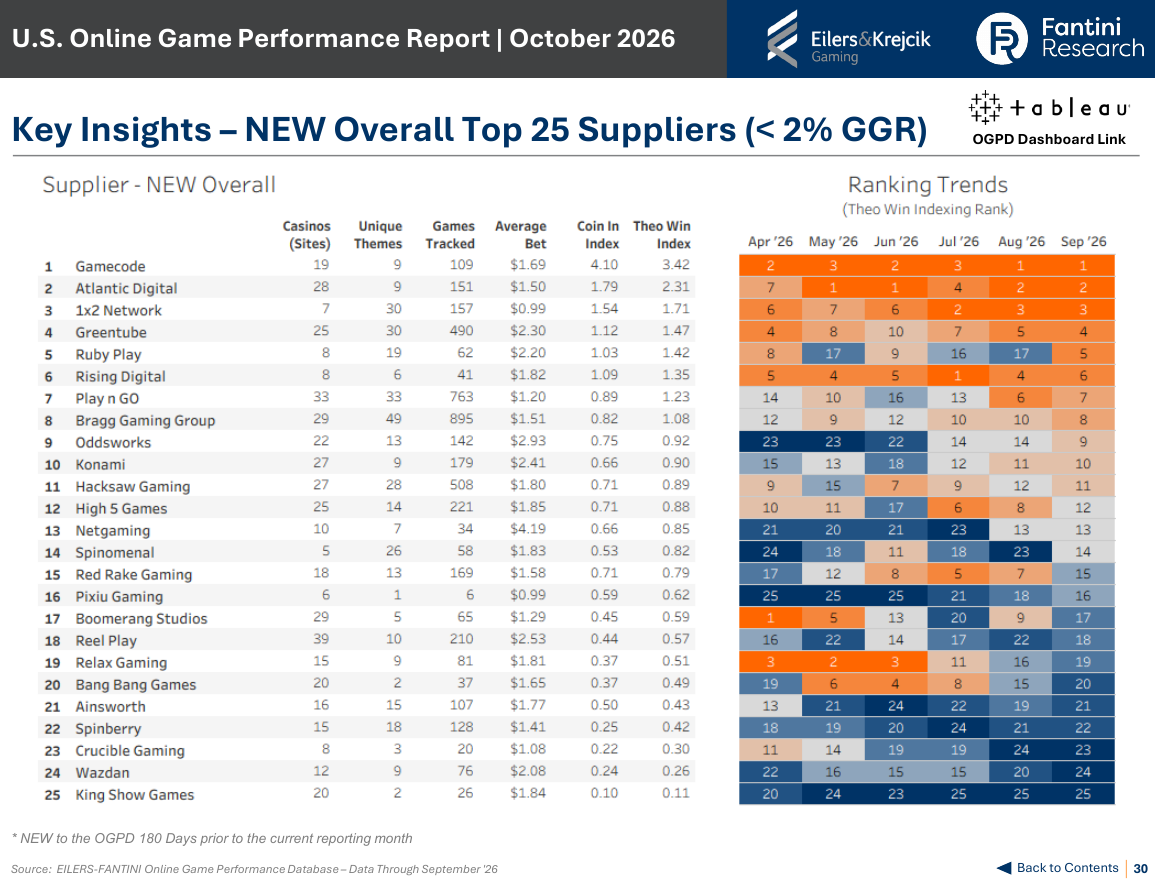 U.S. Online Game Performance Report | October 2026
Eilers&Krejcik
Gaming
Fantini
Research
Key Insights – NEW Overall Top 25 Suppliers (< 2% GGR)
+ a b l e a u
OGPD Dashboard Link
Supplier - NEW Overall
Casinos (Sites) Unique Themes Games Tracked Average Bet Coin In Index Theo Win Index
1 Gamecode 19 9 109 $1.69 4.10 3.42
2 Atlantic Digital 28 9 151 $1.50 1.79 2.31
3 1x2 Network 7 30 157 $0.99 1.54 1.71
4 Greentube 25 30 490 $2.30 1.12 1.47
5 Ruby Play 8 19 62 $2.20 1.03 1.42
6 Rising Digital 8 6 41 $1.82 1.09 1.35
7 Play n GO 33 33 763 $1.20 0.89 1.23
8 Bragg Gaming Group 29 49 895 $1.51 0.82 1.08
9 Oddsworks 22 13 142 $2.93 0.75 0.92
10 Konami 27 9 179 $2.41 0.66 0.90
11 Hacksaw Gaming 27 28 508 $1.80 0.71 0.89
12 High 5 Games 25 14 221 $1.85 0.71 0.88
13 Netgaming 10 7 34 $4.19 0.66 0.85
14 Spinomenal 5 26 58 $1.83 0.53 0.82
15 Red Rake Gaming 18 13 169 $1.58 0.71 0.79
16 Pixiu Gaming 6 1 6 $0.99 0.59 0.62
17 Boomerang Studios 29 5 65 $1.29 0.45 0.59
18 Reel Play 39 10 210 $2.53 0.44 0.57
19 Relax Gaming 15 9 81 $1.81 0.37 0.51
20 Bang Bang Games 20 2 37 $1.65 0.37 0.49
21 Ainsworth 16 15 107 $1.77 0.50 0.43
22 Spinberry 15 18 128 $1.41 0.25 0.42
23 Crucible Gaming 8 3 20 $1.08 0.22 0.30
24 Wazdan 12 9 76 $2.08 0.24 0.26
25 King Show Games 20 2 26 $1.84 0.10 0.11
Ranking Trends
(Theo Win Indexing Rank)
Apr '26 May '26 Jun '26 Jul '26 Aug '26 Sep '26
2 3 2 3 1 1
7 1 1 4 2 2
6 7 6 2 3 3
4 8 10 7 5 4
8 17 9 16 17 5
5 4 5 1 4 6
14 10 16 13 6 7
12 9 12 10 10 8
23 23 22 14 14 9
15 13 18 12 11 10
9 15 7 9 12 11
10 11 17 6 8 12
21 20 21 23 13 13
24 18 11 18 23 14
17 12 8 5 7 15
25 25 25 21 18 16
1 5 13 20 9 17
16 22 14 17 22 18
3 2 3 11 16 19
19 6 4 8 15 20
13 21 24 22 19 21
18 19 20 24 21 22
11 14 19 19 24 23
22 16 15 15 20 24
20 24 23 25 25 25
* NEW to the OGPD 180 Days prior to the current reporting month
Source: EILERS-FANTINI Online Game Performance Database – Data Through September '26
Back to Contents | 30